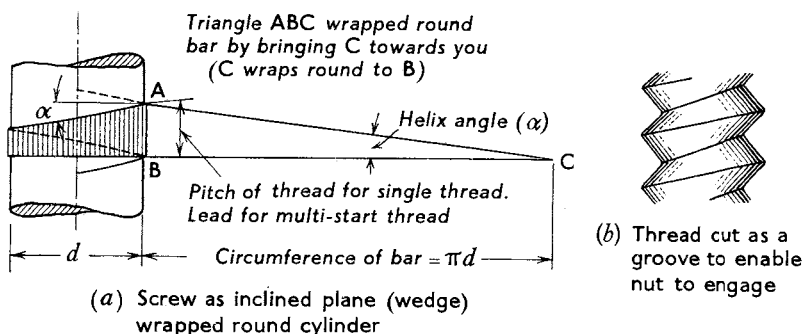 Triangle ABC wrapped round
bar by bringing C towards you
(C wraps round to B)
A
α
Helix angle (α)
B
C
Pitch of thread for single thread.
Lead for multi-start thread
d
Circumference of bar = πd
(a) Screw as inclined plane (wedge)
wrapped round cylinder
(b) Thread cut as a
groove to enable
nut to engage